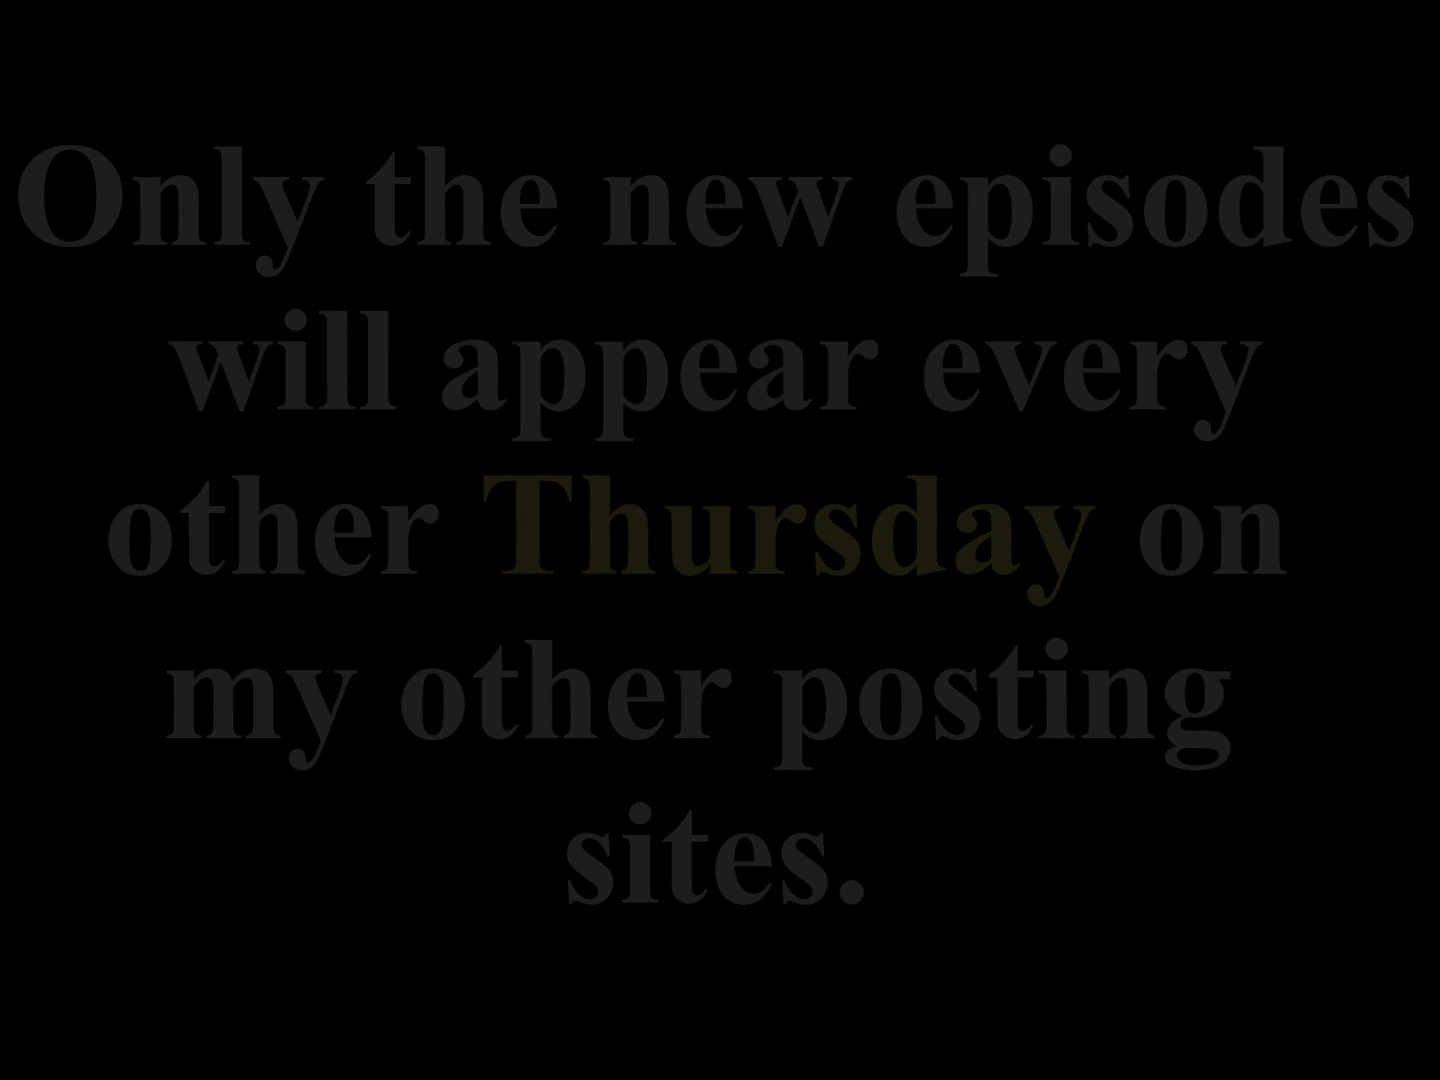 Only the new episodes
will appear every
other Thursday on
my other posting
sites.